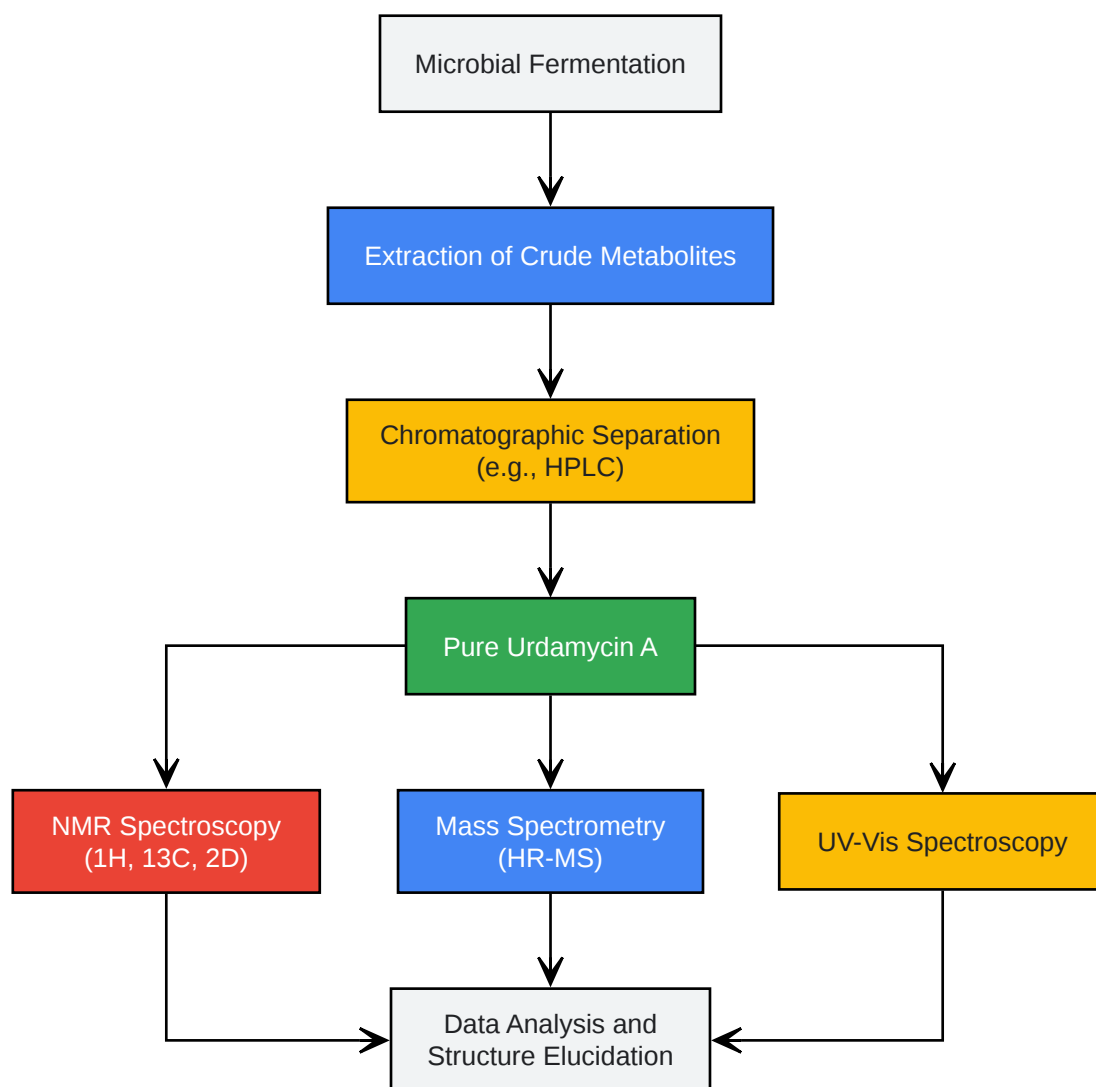 Microbial Fermentation
Extraction of Crude Metabolites
Chromatographic Separation
(e.g., HPLC)
Pure Urdamycin A
NMR Spectroscopy
(1H, 13C, 2D)
Mass Spectrometry
(HR-MS)
UV-Vis Spectroscopy
Data Analysis and
Structure Elucidation